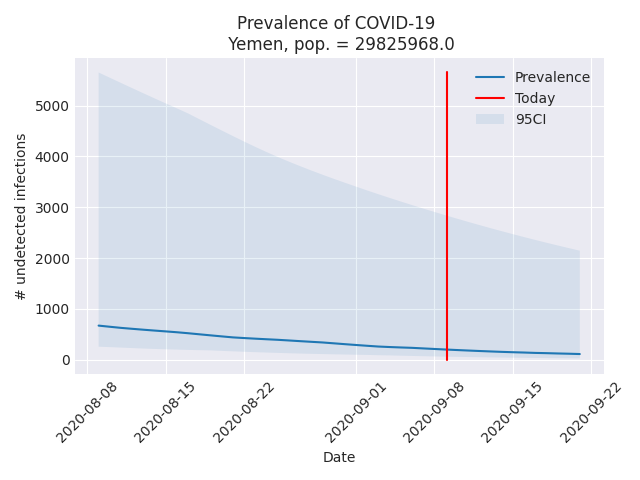 Prevalence of COVID-19
Yemen, pop. = 29825968.0
Prevalence
Today
95CI
# undetected infections
5000
4000
3000
2000
1000
0
2020-08-08
2020-08-15
2020-08-22
2020-09-01
2020-09-08
2020-09-15
2020-09-22
Date